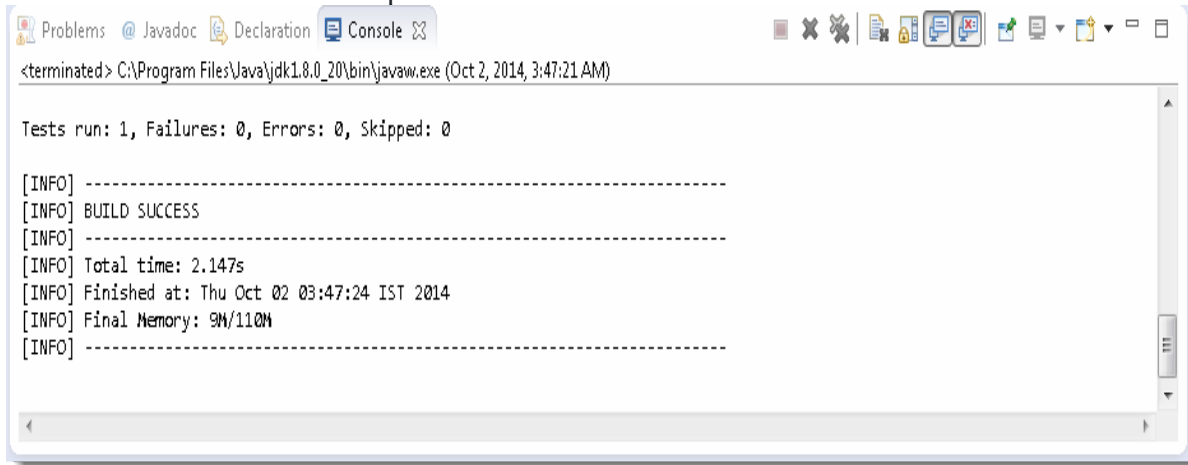 Problems @ Javadoc Declaration Console
<terminated> C:\Program Files\Java\jdk1.8.0_20\bin\javaw.exe (Oct 2, 2014, 3:47:21 AM)
Tests run: 1, Failures: 0, Errors: 0, Skipped: 0
[INFO] ------------------------------------------------------------------------
[INFO] BUILD SUCCESS
[INFO] ------------------------------------------------------------------------
[INFO] Total time: 2.147s
[INFO] Finished at: Thu Oct 02 03:47:24 IST 2014
[INFO] Final Memory: 9M/110M
[INFO] ------------------------------------------------------------------------